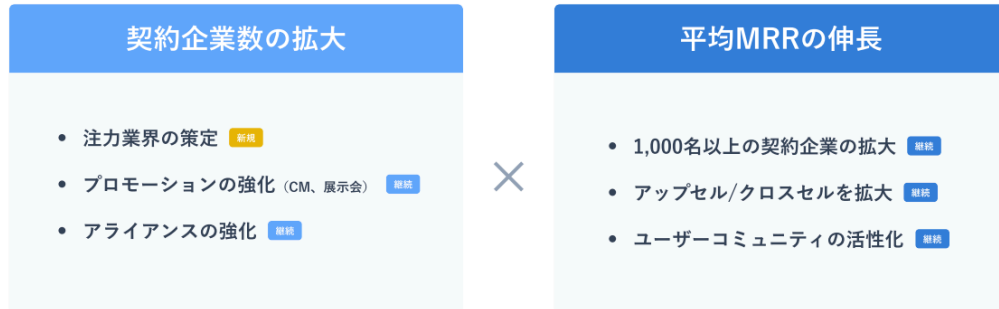 契約企業数の拡大
注力業界の策定 新規
プロモーションの強化（CM、展示会） 継続
アライアンスの強化 継続
×
平均MRRの伸長
1,000名以上の契約企業の拡大 継続
アップセル/クロスセルを拡大 継続
ユーザーコミュニティの活性化 継続